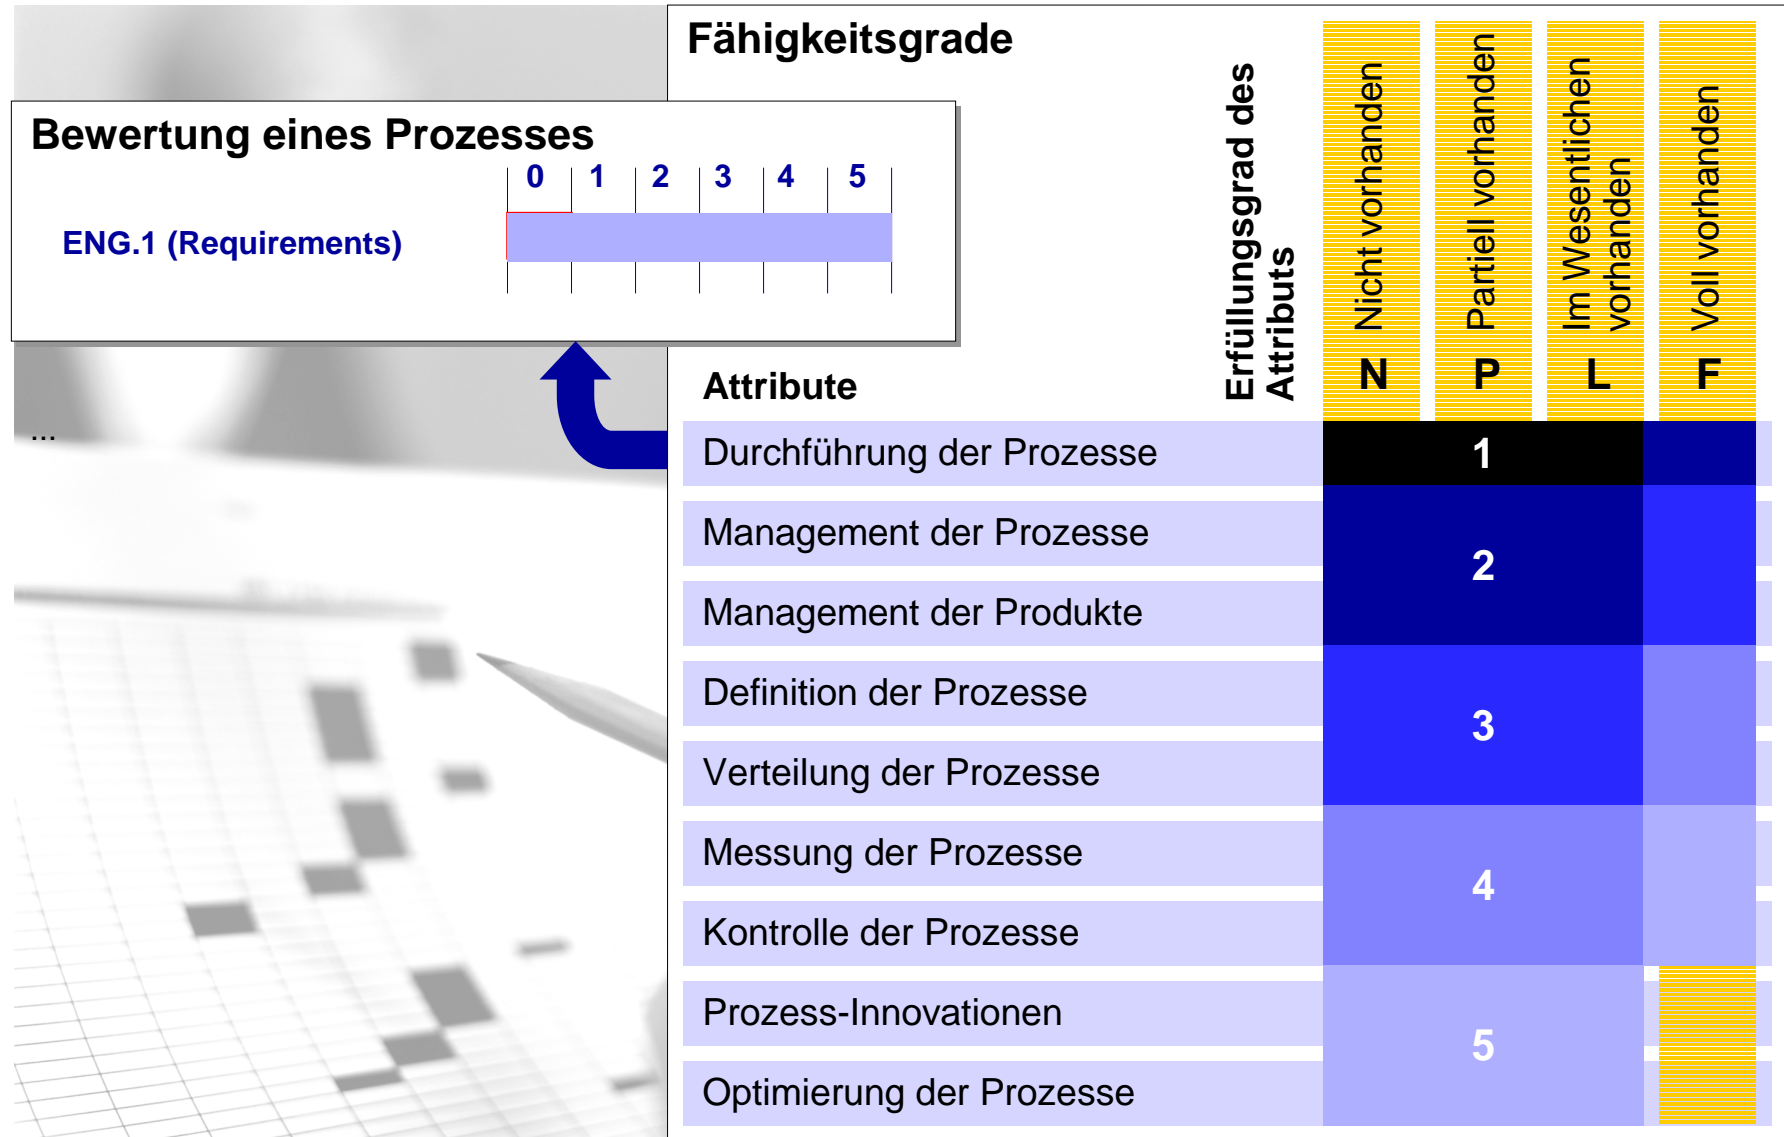 Fähigkeitsgrade
Bewertung eines Prozesses
0 1 2 3 4 5
ENG.1 (Requirements)
...
Erfüllungsgrad des
Attributs
Nicht vorhanden
Partiell vorhanden
Im Wesentlichen
vorhanden
Voll vorhanden
Attribute
N P L F
Durchführung der Prozesse
1
Management der Prozesse
2
Management der Produkte
Definition der Prozesse
3
Verteilung der Prozesse
Messung der Prozesse
4
Kontrolle der Prozesse
Prozess-Innovationen
5
Optimierung der Prozesse